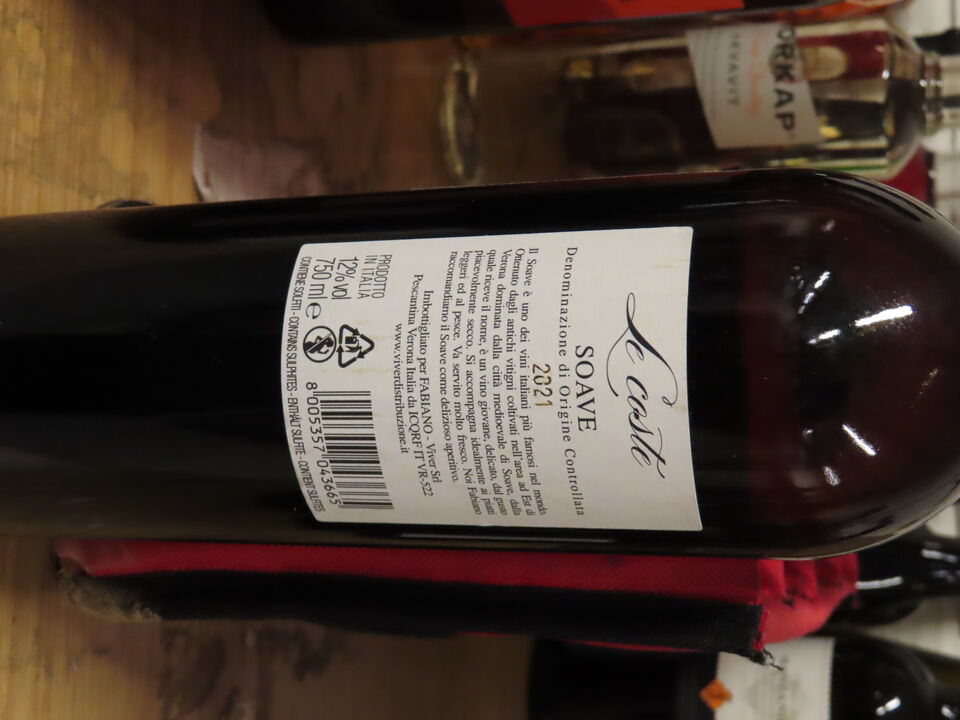 Le Coste
SOAVE
Denominazione di Origine Controllata
2021
Il Soave è uno dei vini italiani più famosi nel mondo.
Ottenuto dagli antichi vitigni coltivati nell'area ad Est di
Verona dominata dalla città medioevale di Soave, dalla
quale riceve il nome, è un vino giovane, delicato, dal gusto
piacevolmente secco. Si accompagna idealmente ai piatti
leggeri ed al pesce. Va servito molto fresco. Noi Fabiano
raccomandiamo il Soave come delizioso aperitivo.
Imbottigliato per FABIANO - Viver Srl
Pescantina Verona Italia da ICQRF IT VR-522
www.viverdistribuzione.it
PRODOTTO
IN ITALIA
12% vol
750 ml e
8 005357 043665
CONTIENE SOLFITI - CONTAINS SULPHITES - ENTHÄLT SULFITE - CONTIENT SULFITES
ORKAP